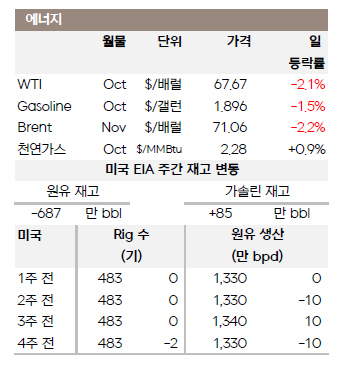 에너지
월물 단위 가격 일
등락률
WTI Oct $/배럴 67.67 -2.1%
Gasoline Oct $/갤런 1.896 -1.5%
Brent Nov $/배럴 71.06 -2.2%
천연가스 Oct $/MMBtu 2.28 +0.9%
미국 EIA 주간 재고 변동
원유 재고 가솔린 재고
-687 만 bbl +85 만 bbl
미국 Rig 수 원유 생산
(기) (만 bpd)
1주 전 483 0 1,330 0
2주 전 483 0 1,330 -10
3주 전 483 0 1,340 10
4주 전 483 -2 1,330 -10